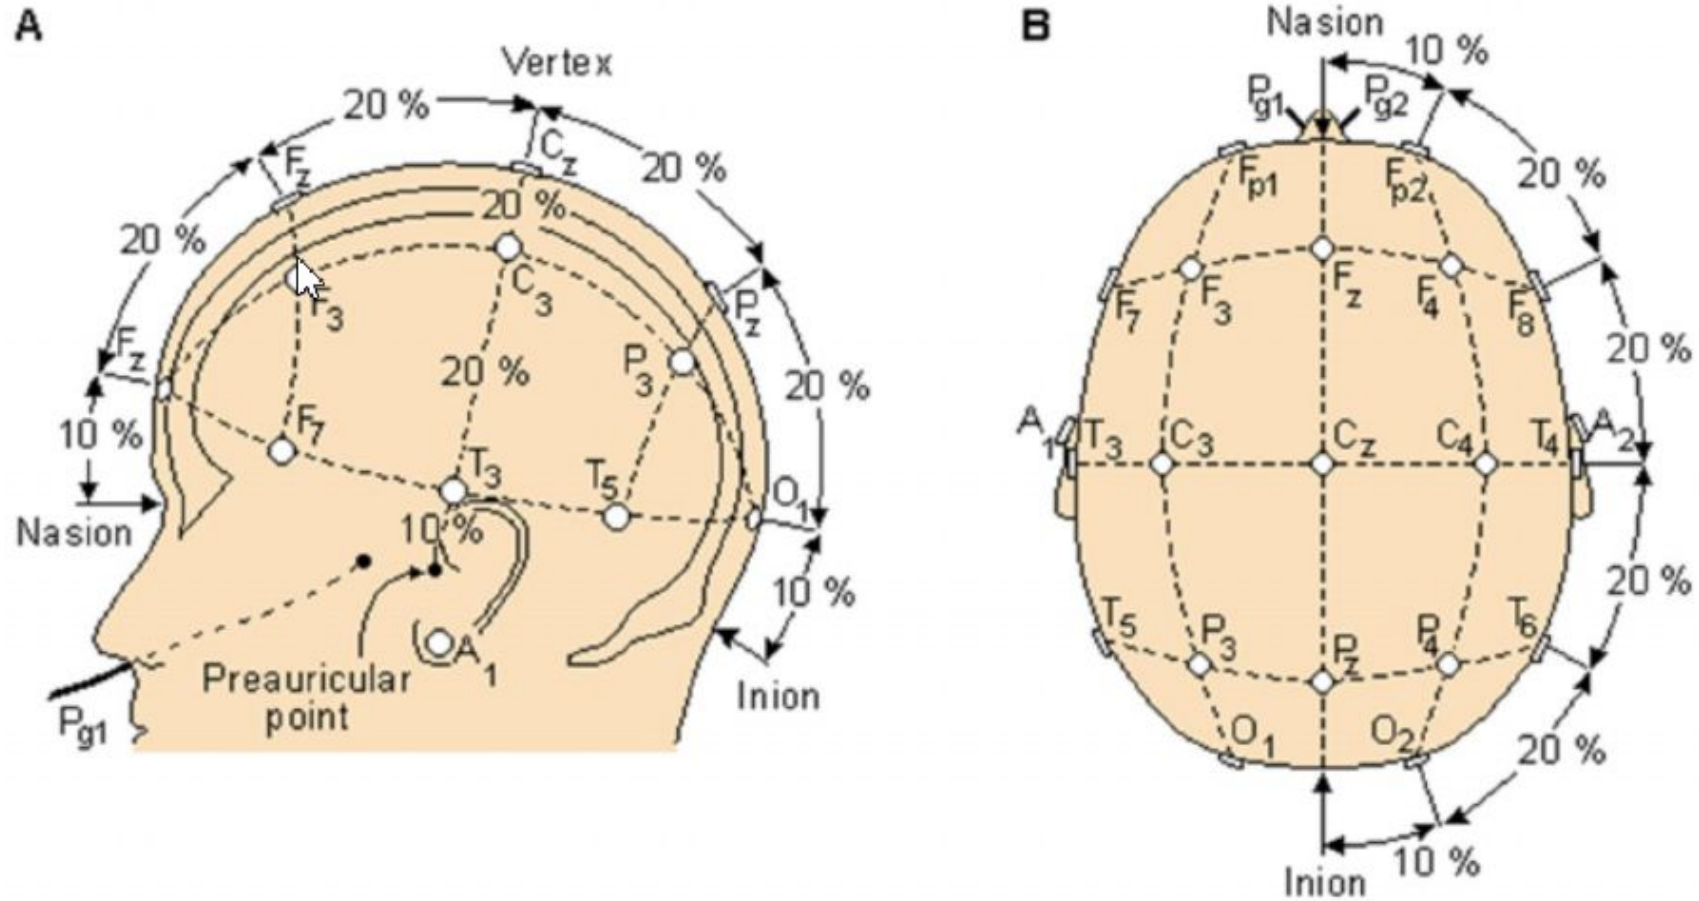 A
Vertex
20 %
Fz
Cz
20 %
20 %
20 %
F3
C3
Pz
Fz
P3
20 %
20 %
10 %
F7
T3
T5
O1
Nasion
10 %
10 %
A1
Preauricular
point
Inion
Pg1
B
Nasion
10 %
Pg1
Pg2
Fp1
Fp2
20 %
F7
F3
Fz
F4
F8
20 %
A1
T3
C3
Cz
C4
T4
A2
20 %
T5
P3
Pz
P4
T6
O1
O2
20 %
10 %
Inion